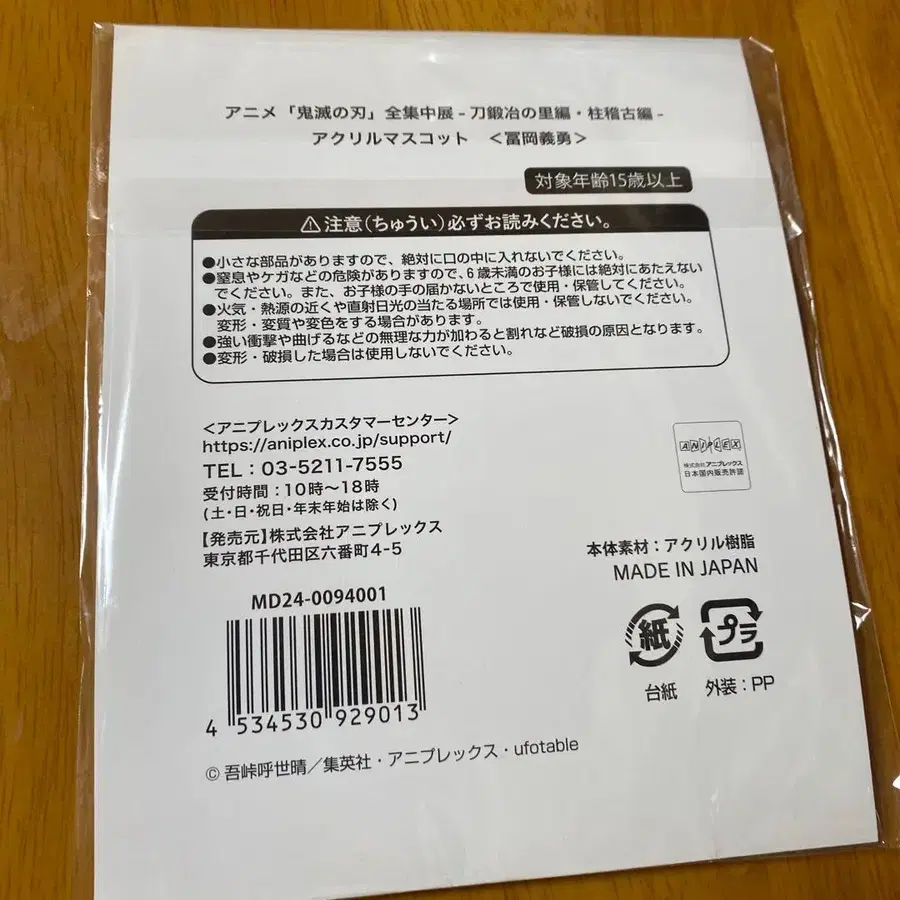 アニメ「鬼滅の刃」全集中展 - 刀鍛冶の里編・柱稽古編 -
アクリルマスコット ＜冨岡義勇＞
対象年齢15歳以上
⚠注意（ちゅうい）必ずお読みください。
●小さな部品がありますので、絶対に口の中に入れないでください。
●窒息やケガなどの危険がありますので、6歳未満のお子様には絶対にあたえない
でください。また、お子様の手の届かないところで使用・保管してください。
●火気・熱源の近くや直射日光の当たる場所では使用・保管しないでください。
変形・変質や変色をする場合があります。
●強い衝撃や曲げるなどの無理な力が加わると割れなど破損の原因となります。
●変形・破損した場合は使用しないでください。
＜アニプレックスカスタマーセンター＞
https://aniplex.co.jp/support/
TEL：03-5211-7555
受付時間：10時～18時
(土・日・祝日・年末年始は除く)
【発売元】株式会社アニプレックス
東京都千代田区六番町4-5
ANIPLEX
株式会社アニプレックス
日本国内販売許諾
本体素材：アクリル樹脂
MADE IN JAPAN
MD24-0094001
4 534530 929013
紙
台紙
プラ
外装：PP
© 吾峠呼世晴／集英社・アニプレックス・ufotable